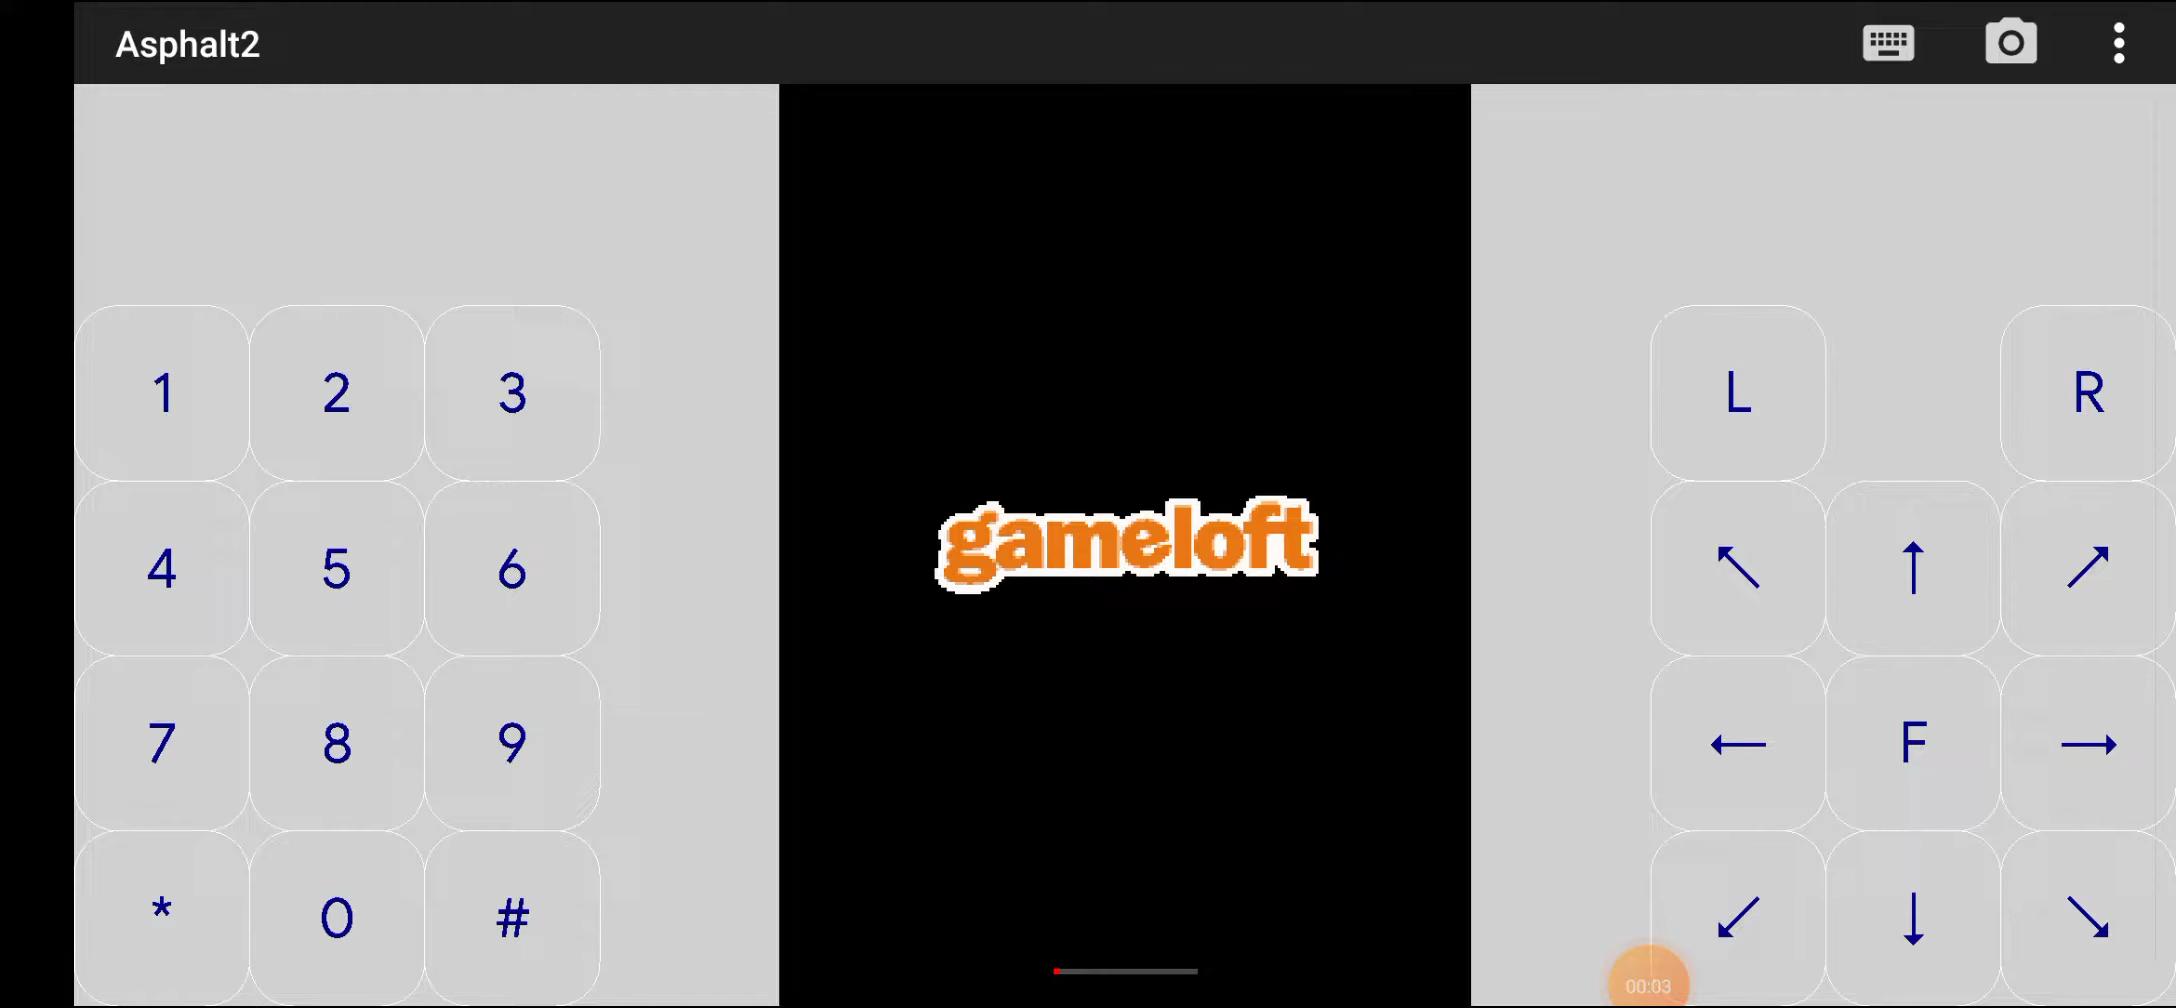 Asphalt2
1 2 3 L R
4 5 6 ↖ ↑ ↗
gameloft
7 8 9 ← F →
* 0 # ↙ ↓ ↘
00:03